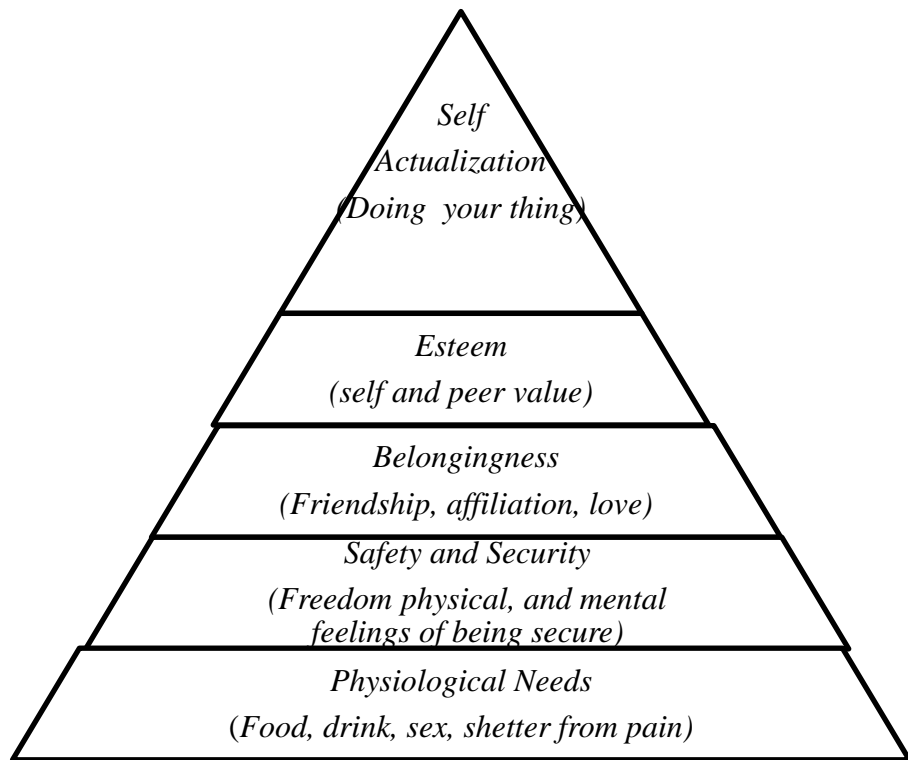 Self
Actualization
(Doing your thing)
Esteem
(self and peer value)
Belongingness
(Friendship, affiliation, love)
Safety and Security
(Freedom physical, and mental
feelings of being secure)
Physiological Needs
(Food, drink, sex, shetter from pain)